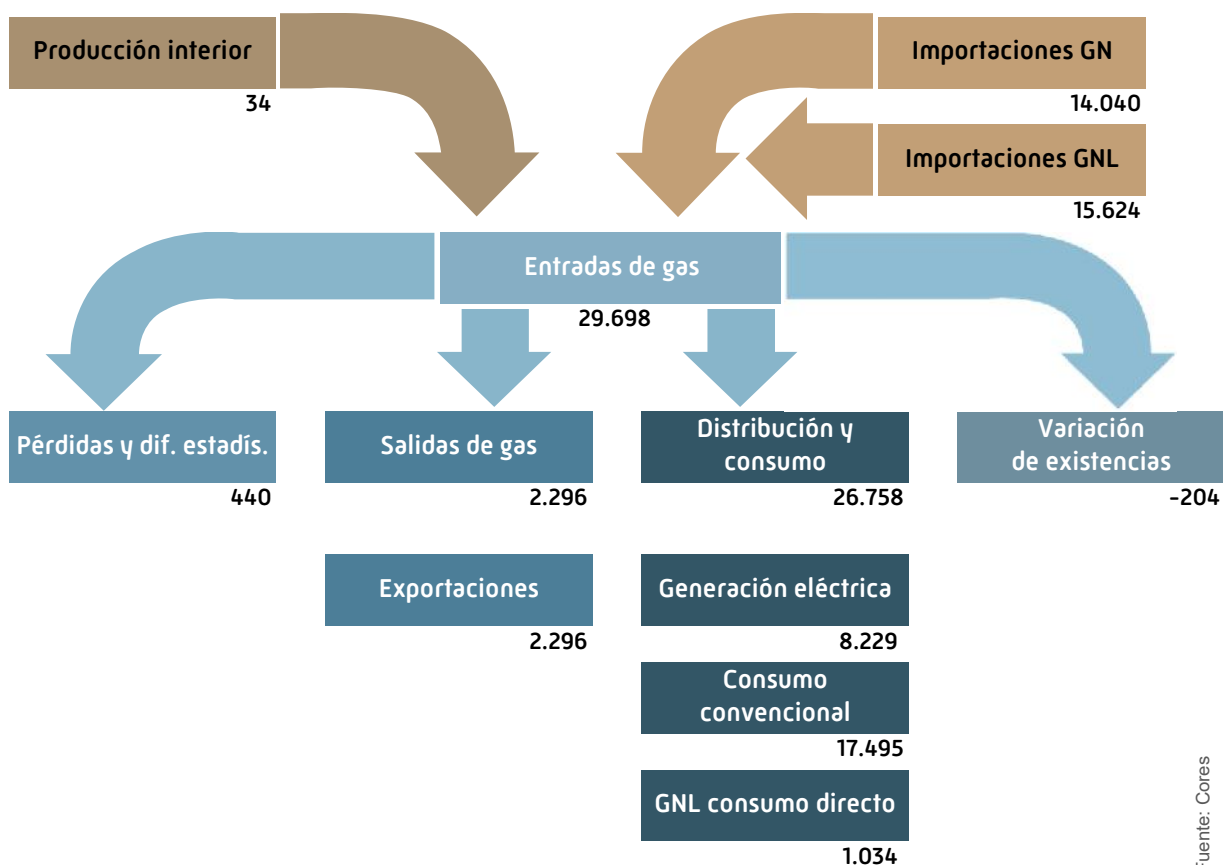 Producción interior
34
Importaciones GN
14.040
Importaciones GNL
15.624
Entradas de gas
29.698
Pérdidas y dif. estadís.
440
Salidas de gas
2.296
Distribución y
consumo
26.758
Variación
de existencias
-204
Exportaciones
2.296
Generación eléctrica
8.229
Consumo
convencional
17.495
GNL consumo directo
1.034
Fuente: Cores